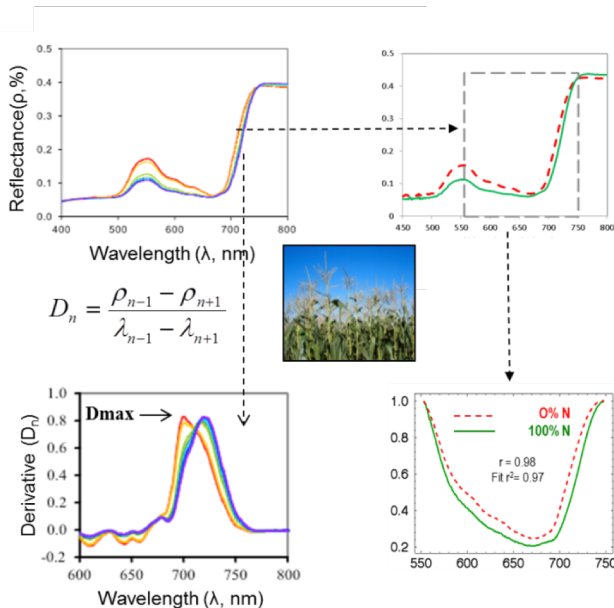 0.5
0.4
0.3
0.2
0.1
0.0
400 500 600 700 800
Reflectance(ρ,%)
Wavelength (λ, nm)
0.5
0.4
0.3
0.2
0.1
0
450 500 550 600 650 700 750 800
D_n = (ρ_{n-1} − ρ_{n+1}) / (λ_{n-1} − λ_{n+1})
1.0
0.8
0.6
0.4
0.2
0.0
-0.2
600 650 700 750 800
Dmax
Derivative (Dn)
Wavelength (λ, nm)
1.0
0.8
0.6
0.4
0.2
550 600 650 700 750
O% N
100% N
r = 0.98
Fit r²= 0.97